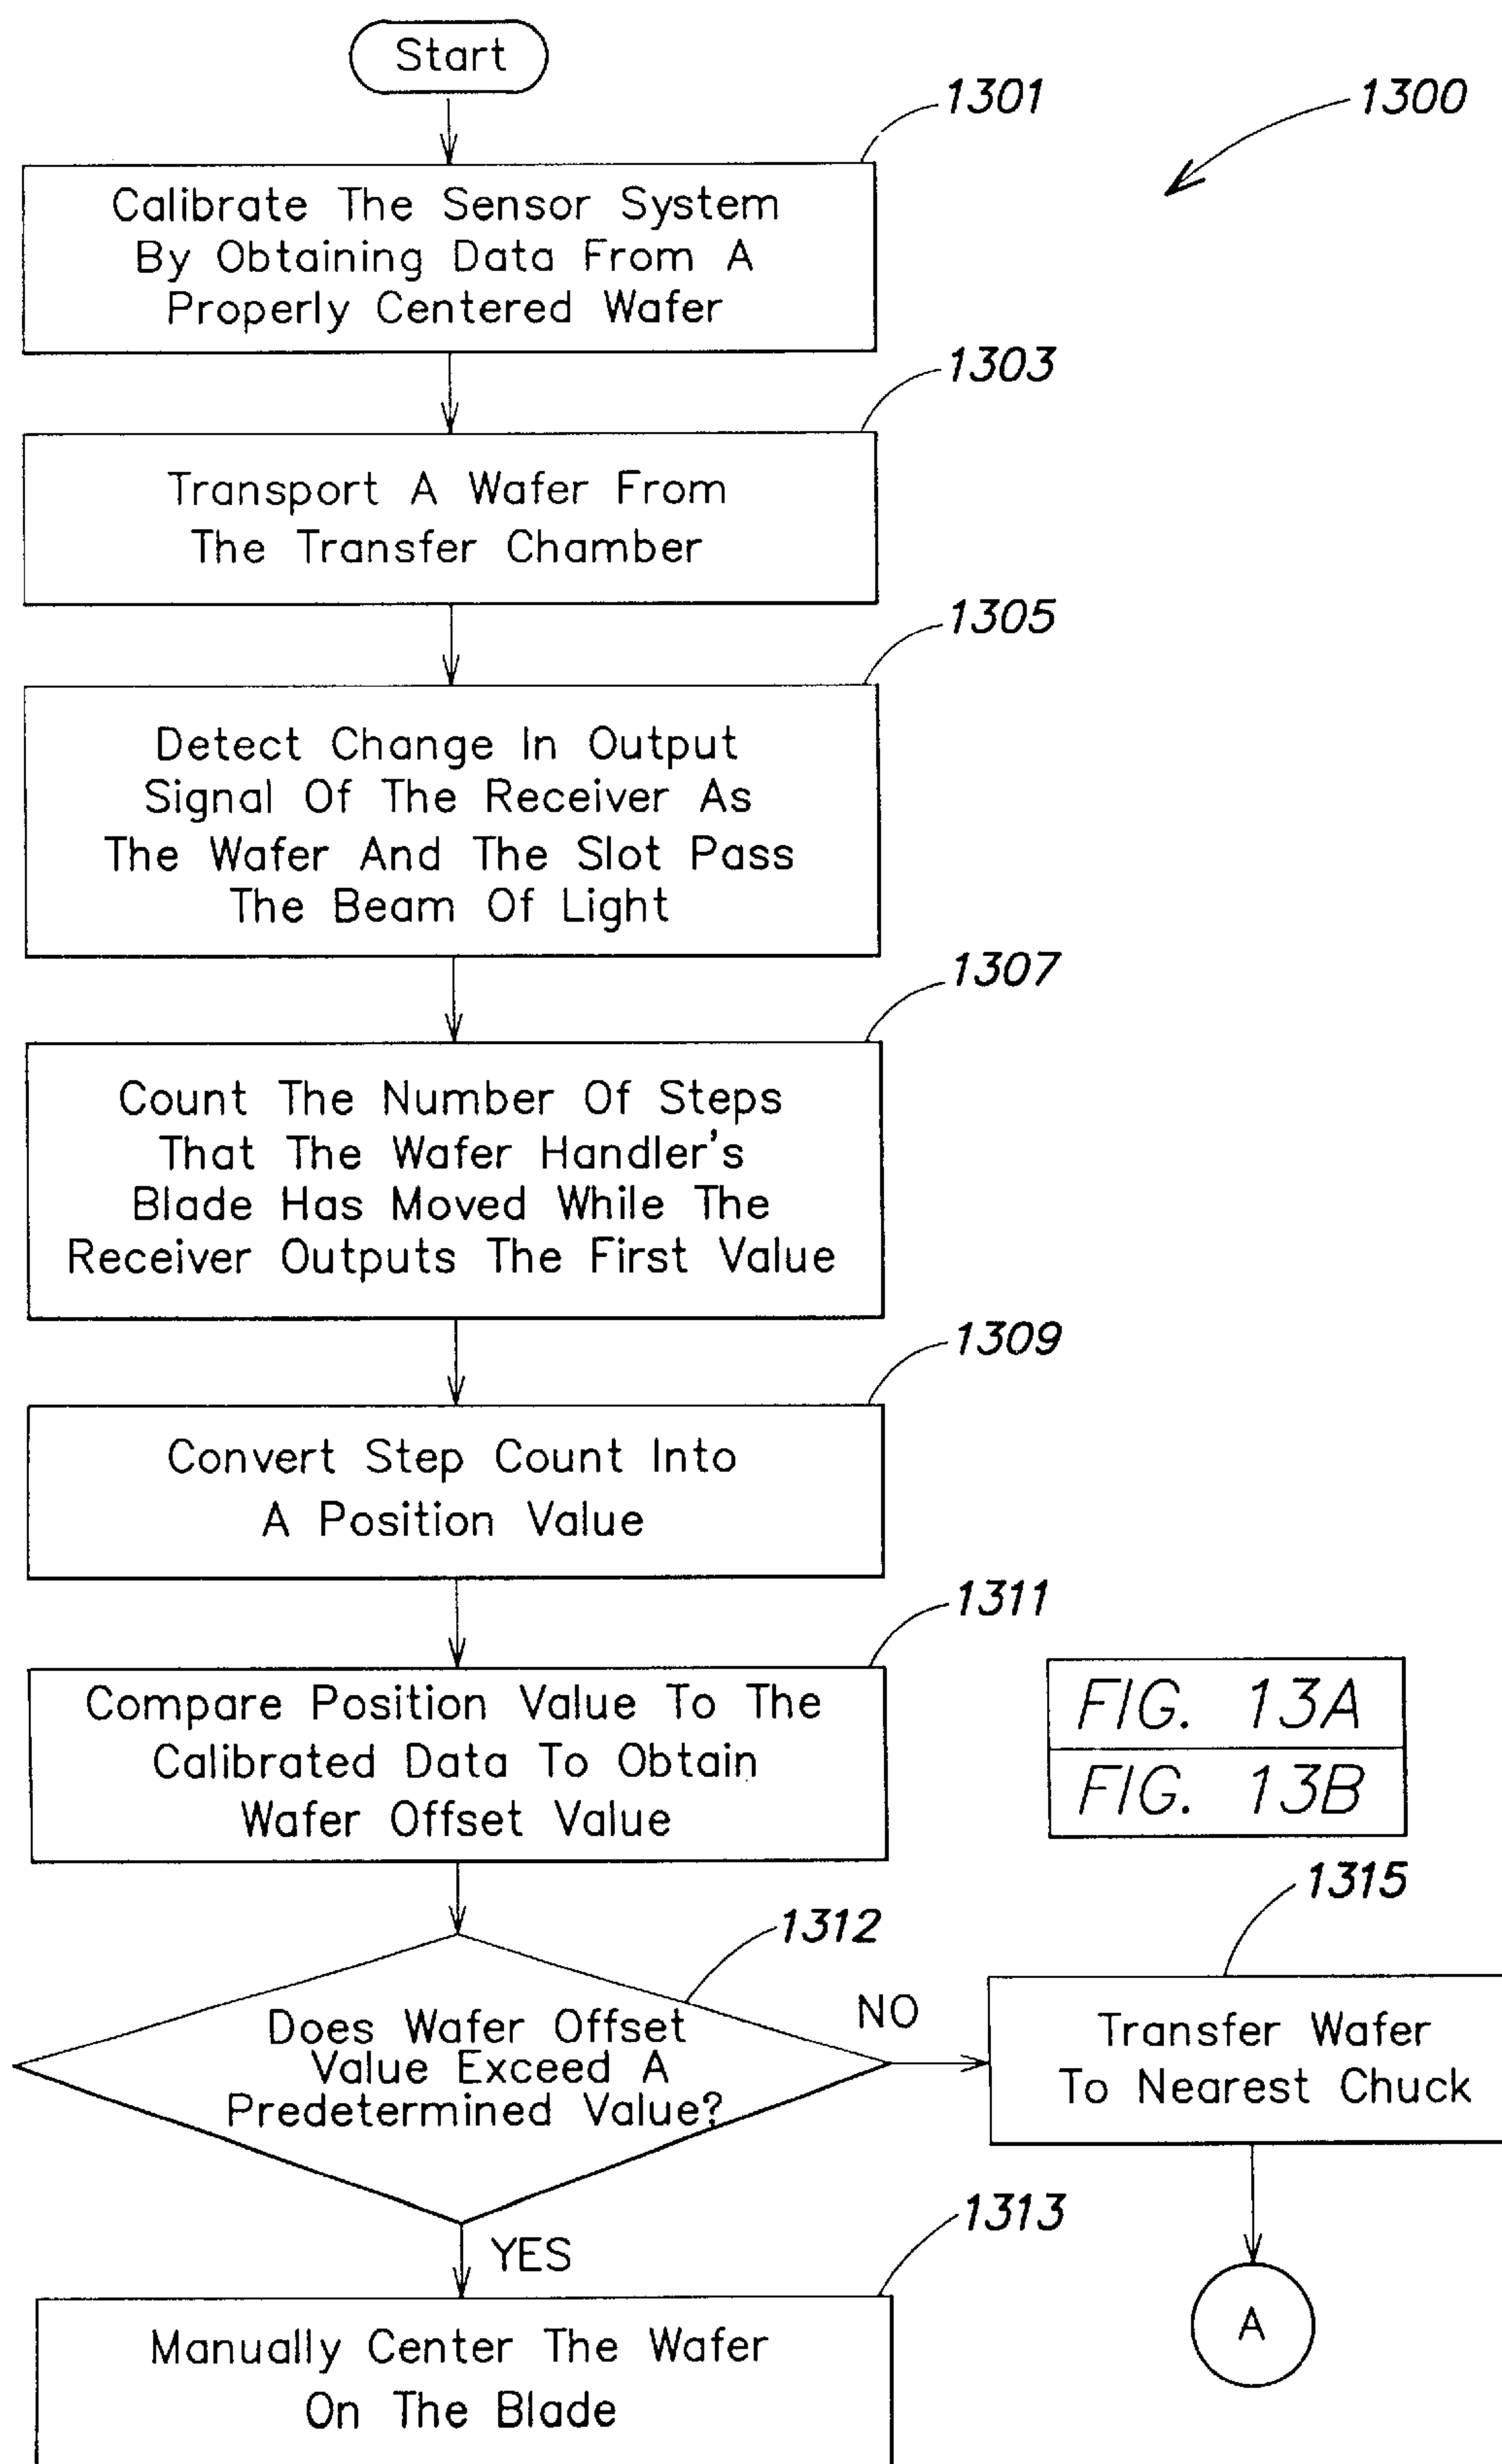 Start
1301
1300
Calibrate The Sensor System
By Obtaining Data From A
Properly Centered Wafer
1303
Transport A Wafer From
The Transfer Chamber
1305
Detect Change In Output
Signal Of The Receiver As
The Wafer And The Slot Pass
The Beam Of Light
1307
Count The Number Of Steps
That The Wafer Handler's
Blade Has Moved While The
Receiver Outputs The First Value
1309
Convert Step Count Into
A Position Value
1311
Compare Position Value To The
Calibrated Data To Obtain
Wafer Offset Value
FIG. 13A
FIG. 13B
1312
Does Wafer Offset
Value Exceed A
Predetermined Value?
NO
1315
Transfer Wafer
To Nearest Chuck
YES
1313
Manually Center The Wafer
On The Blade
A